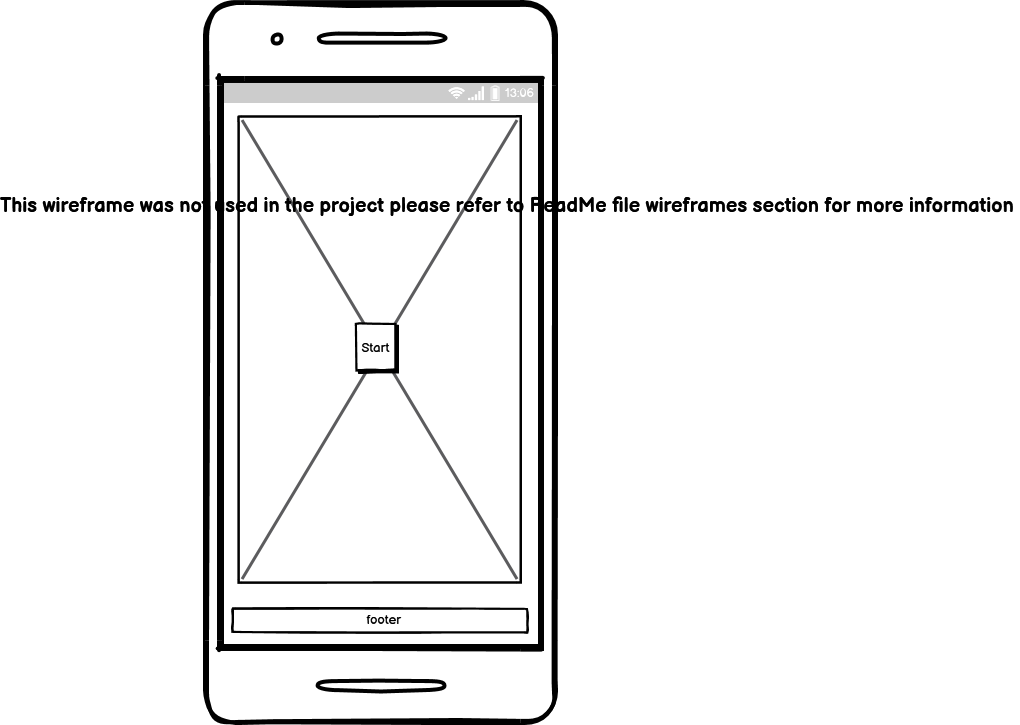 13:06
This wireframe was not used in the project please refer to ReadMe file wireframes section for more information
Start
footer